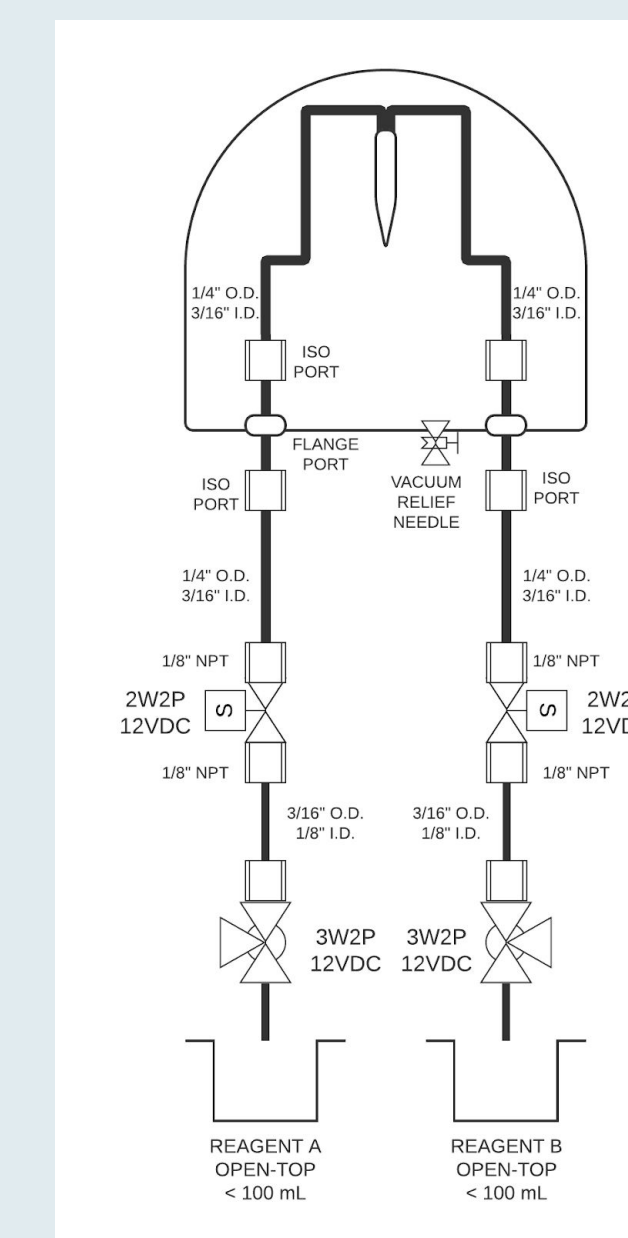 1/4" O.D.
3/16" I.D.
1/4" O.D.
3/16" I.D.
ISO
PORT
FLANGE
PORT
VACUUM
RELIEF
NEEDLE
ISO
PORT
ISO
PORT
1/4" O.D.
3/16" I.D.
1/4" O.D.
3/16" I.D.
1/8" NPT
1/8" NPT
2W2P
12VDC
S
S
2W2
12VD
1/8" NPT
1/8" NPT
3/16" O.D.
1/8" I.D.
3/16" O.D.
1/8" I.D.
3W2P
12VDC
3W2P
12VDC
REAGENT A
OPEN-TOP
< 100 mL
REAGENT B
OPEN-TOP
< 100 mL